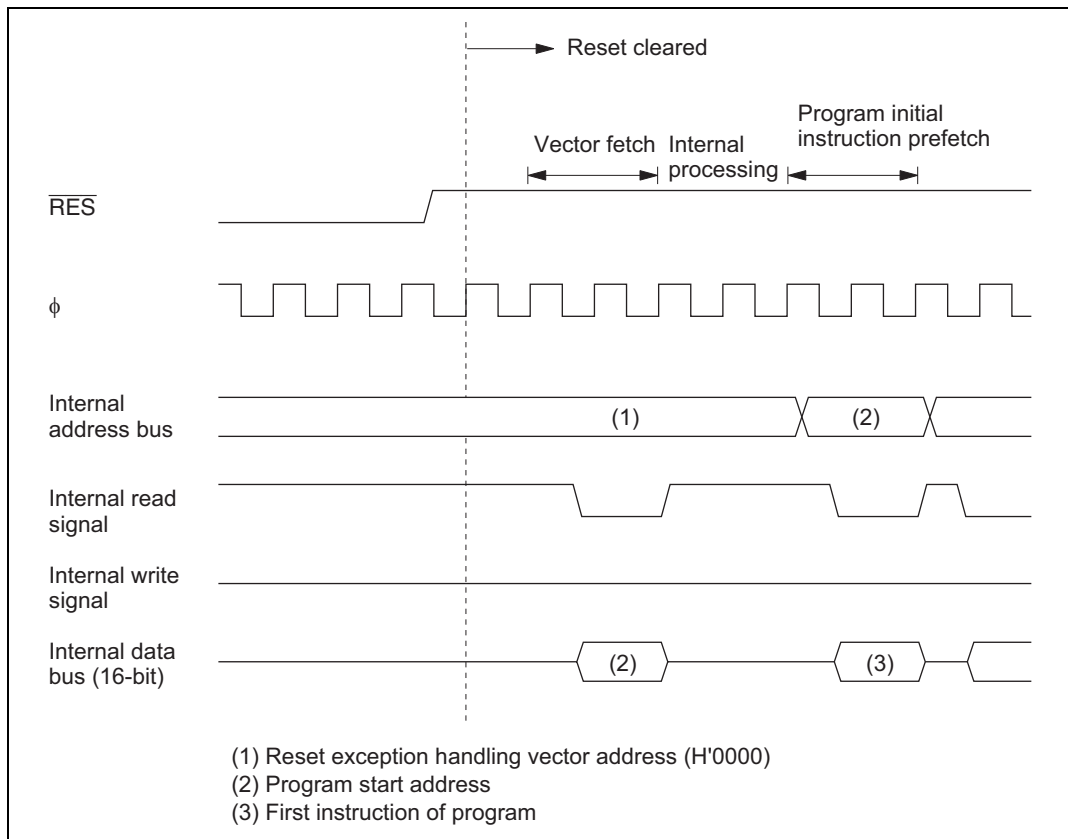 Reset cleared
Program initial
Vector fetch Internal instruction prefetch
processing
RES
ϕ
Internal
address bus
(1)
(2)
Internal read
signal
Internal write
signal
Internal data
bus (16-bit)
(2)
(3)
(1) Reset exception handling vector address (H'0000)
(2) Program start address
(3) First instruction of program